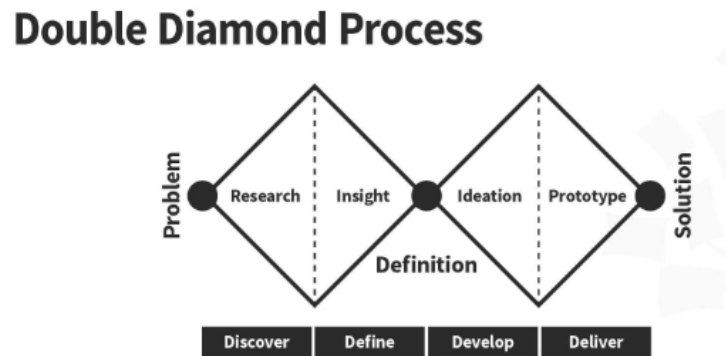 Double Diamond Process
Problem
Research
Insight
Ideation
Prototype
Solution
Definition
Discover
Define
Develop
Deliver